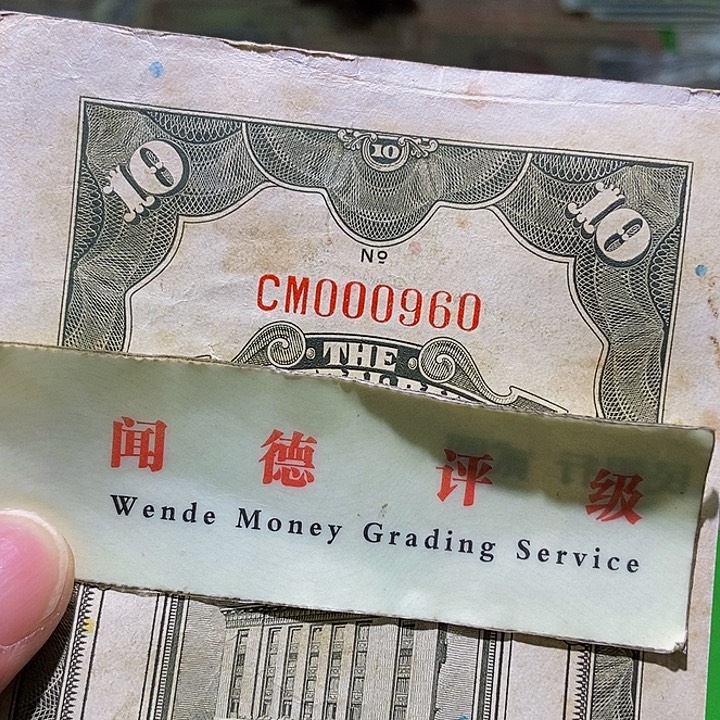 10 10 10
Nº
CM000960
THE
闻德评级
Wende Money Grading Service